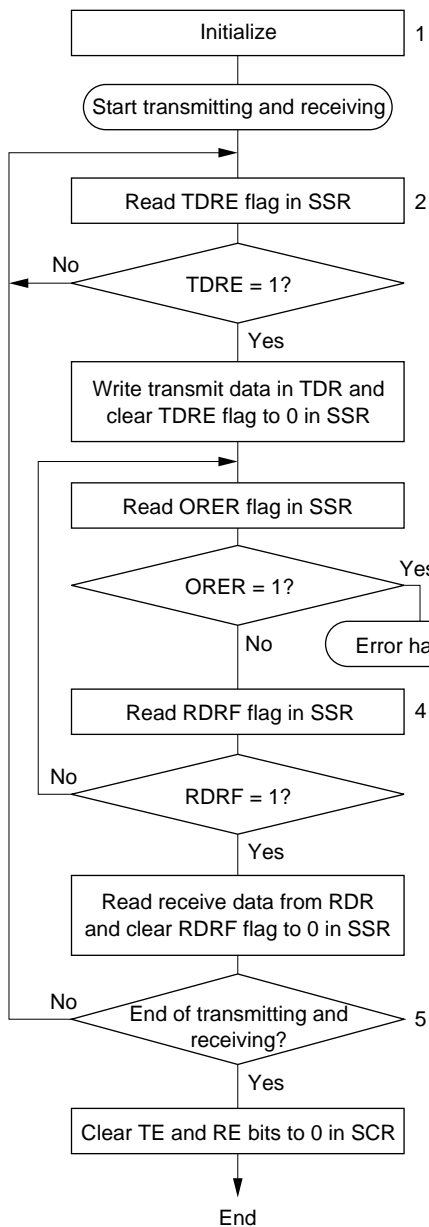 Initialize
1
Start transmitting and receiving
Read TDRE flag in SSR
2
No
TDRE = 1?
Yes
Write transmit data in TDR and
clear TDRE flag to 0 in SSR
Read ORER flag in SSR
Yes
ORER = 1?
No
Error ha
Read RDRF flag in SSR
4
No
RDRF = 1?
Yes
Read receive data from RDR
and clear RDRF flag to 0 in SSR
No
End of transmitting and
receiving?
5
Yes
Clear TE and RE bits to 0 in SCR
End